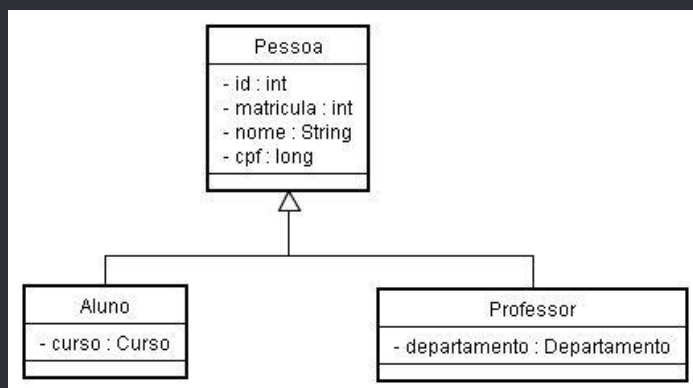 Pessoa
- id : int
- matricula : int
- nome : String
- cpf : long
Aluno
- curso : Curso
Professor
- departamento : Departamento